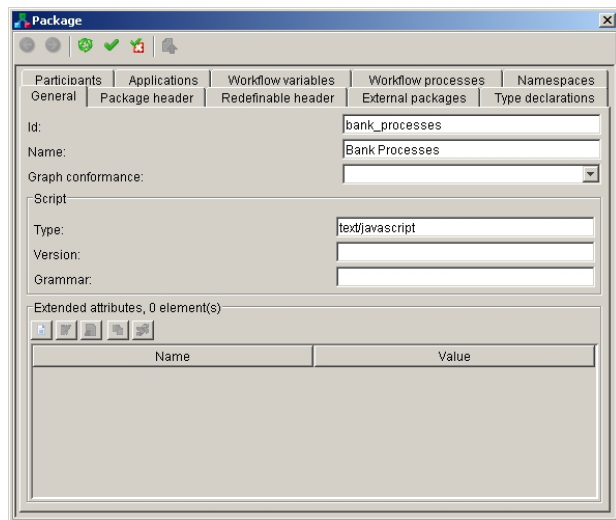 Package
Participants Applications Workflow variables Workflow processes Namespaces
General Package header Redefinable header External packages Type declarations
Id: bank_processes
Name: Bank Processes
Graph conformance:
Script
Type: text/javascript
Version:
Grammar:
Extended attributes, 0 element(s)
Name Value